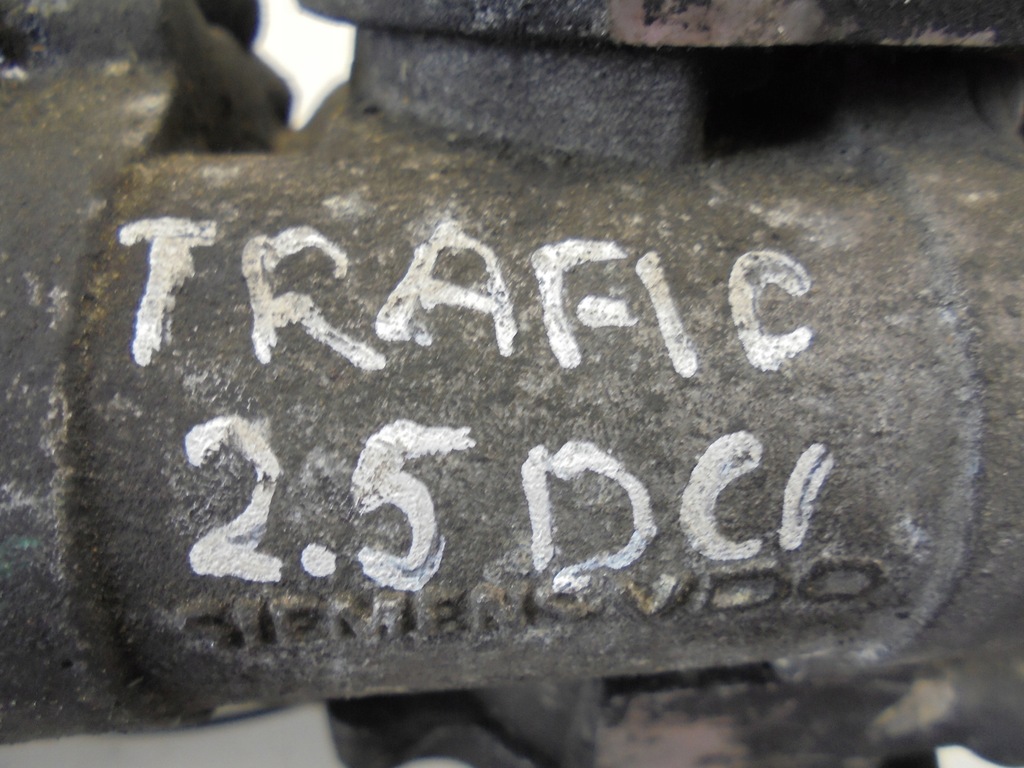 TRAFIC
2.5 DCI
SIEMENS VDO